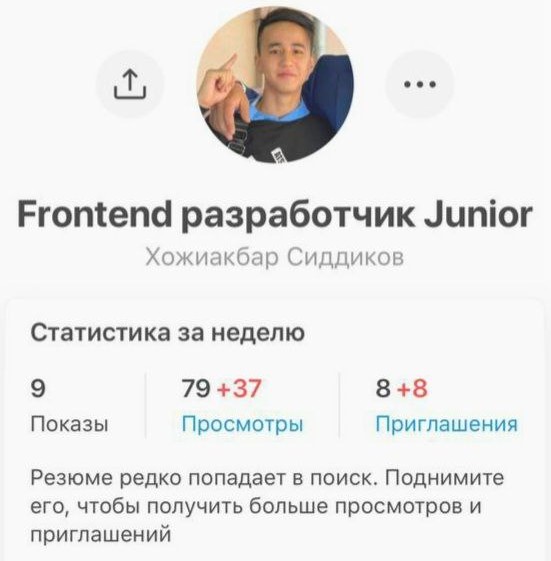 Frontend разработчик Junior
Хожиакбар Сиддиков
Статистика за неделю
9 79 +37 8 +8
Показы Просмотры Приглашения
Резюме редко попадает в поиск. Поднимите
его, чтобы получить больше просмотров и
приглашений